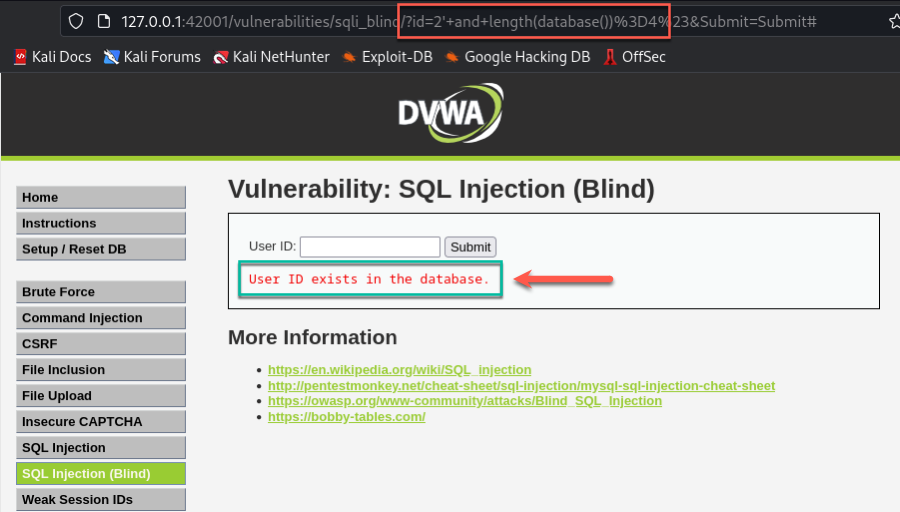 127.0.0.1:42001/vulnerabilities/sqli_blind/?id=2'+and+length(database())%3D4%23&Submit=Submit#
Kali Docs Kali Forums Kali NetHunter Exploit-DB Google Hacking DB OffSec
DVWA
Home
Instructions
Setup / Reset DB
Brute Force
Command Injection
CSRF
File Inclusion
File Upload
Insecure CAPTCHA
SQL Injection
SQL Injection (Blind)
Weak Session IDs
Vulnerability: SQL Injection (Blind)
User ID: Submit
User ID exists in the database.
More Information
https://en.wikipedia.org/wiki/SQL_injection
http://pentestmonkey.net/cheat-sheet/sql-injection/mysql-sql-injection-cheat-sheet
https://owasp.org/www-community/attacks/Blind_SQL_Injection
https://bobby-tables.com/